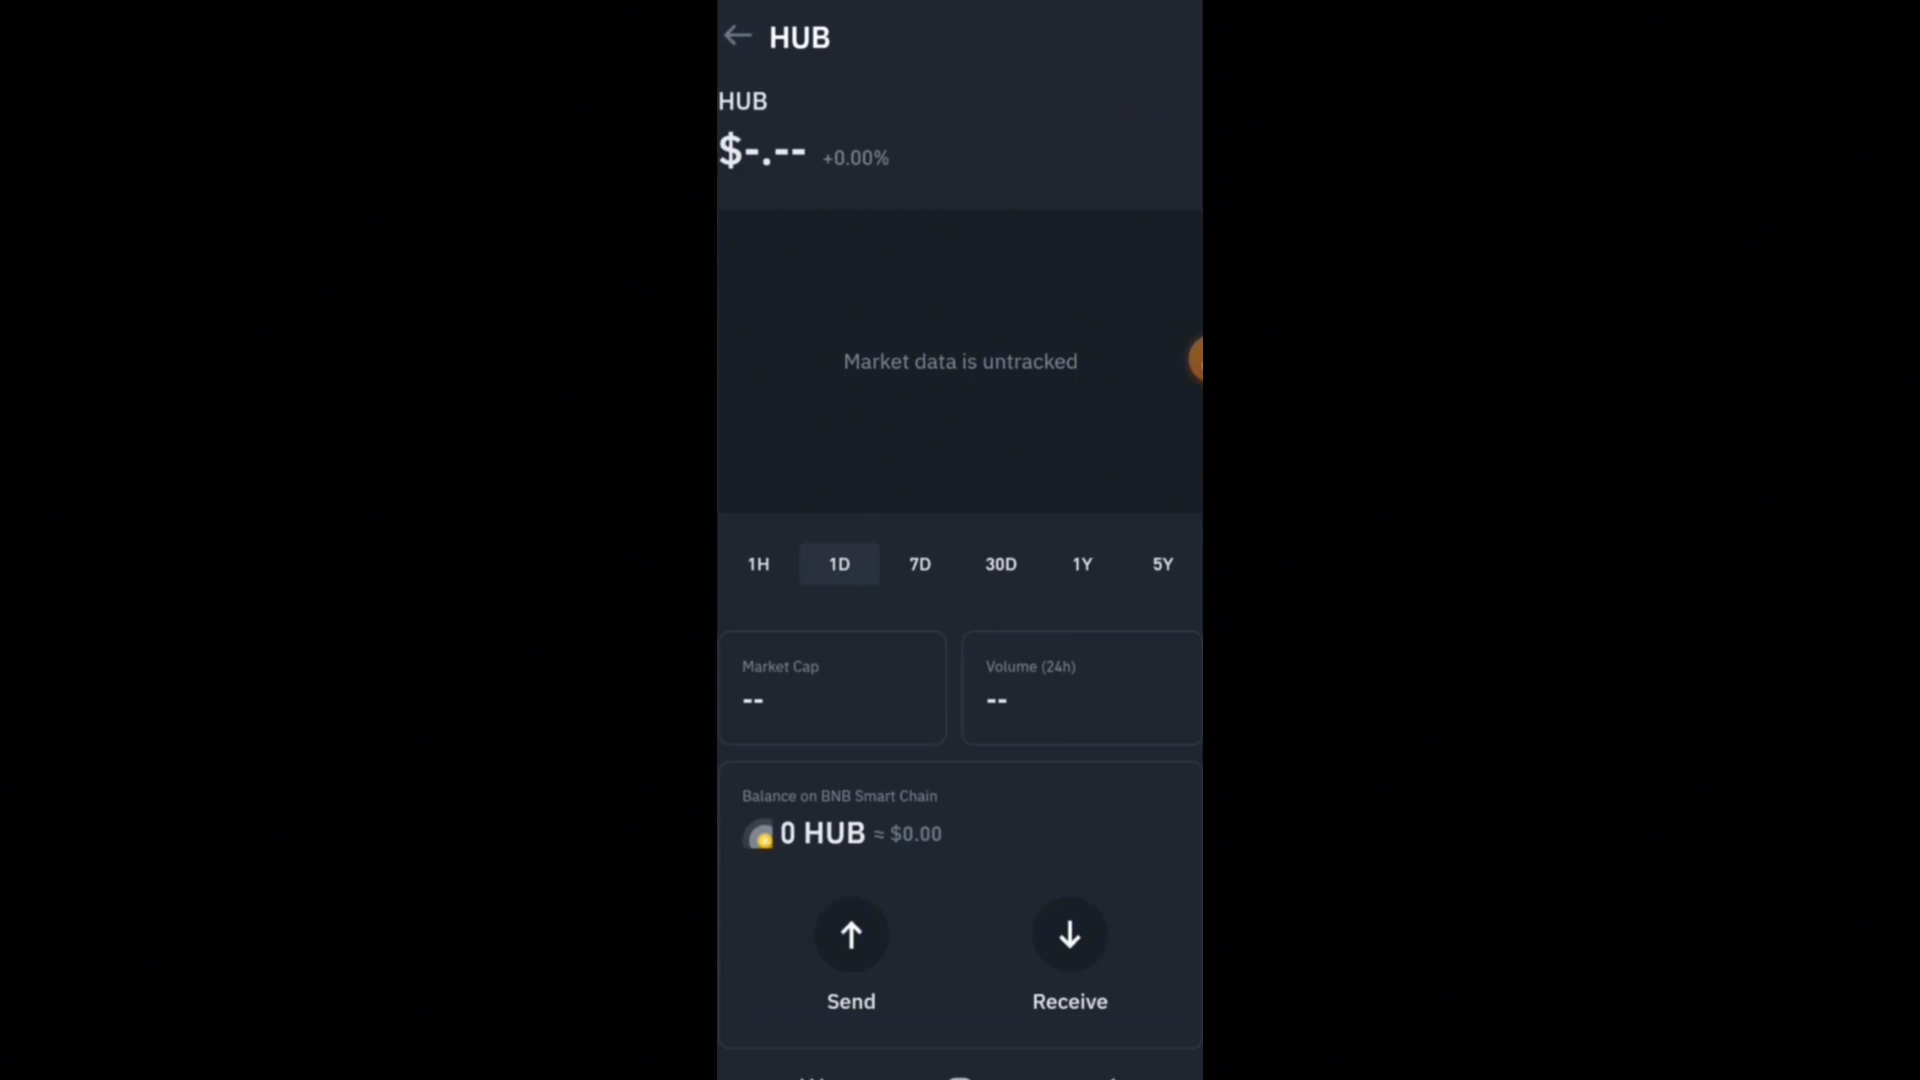 HUB
HUB
$-.-- +0.00%
Market data is untracked
1H 1D 7D 30D 1Y 5Y
Market Cap
--
Volume (24h)
--
Balance on BNB Smart Chain
0 HUB ≈ $0.00
Send Receive